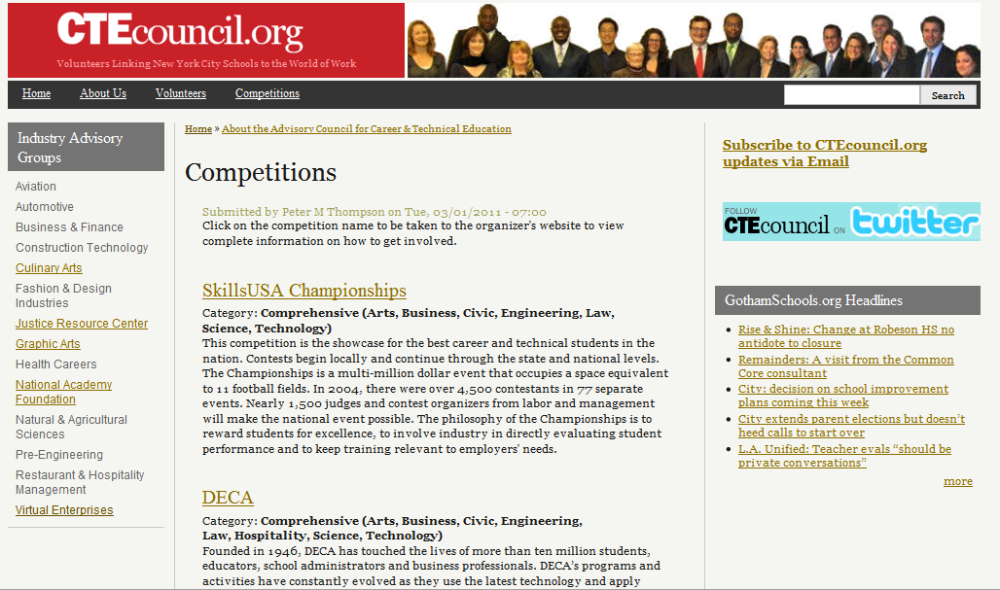 CTEcouncil.org
Volunteers Linking New York City Schools to the World of Work
Home About Us Volunteers Competitions Search
Industry Advisory
Groups
Aviation
Automotive
Business & Finance
Construction Technology
Culinary Arts
Fashion & Design
Industries
Justice Resource Center
Graphic Arts
Health Careers
National Academy
Foundation
Natural & Agricultural
Sciences
Pre-Engineering
Restaurant & Hospitality
Management
Virtual Enterprises
Home » About the Advisory Council for Career & Technical Education
Competitions
Submitted by Peter M Thompson on Tue, 03/01/2011 - 07:00
Click on the competition name to be taken to the organizer's website to view
complete information on how to get involved.
SkillsUSA Championships
Category: Comprehensive (Arts, Business, Civic, Engineering, Law,
Science, Technology)
This competition is the showcase for the best career and technical students in the
nation. Contests begin locally and continue through the state and national levels.
The Championships is a multi-million dollar event that occupies a space equivalent
to 11 football fields. In 2004, there were over 4,500 contestants in 77 separate
events. Nearly 1,500 judges and contest organizers from labor and management
will make the national event possible. The philosophy of the Championships is to
reward students for excellence, to involve industry in directly evaluating student
performance and to keep training relevant to employers' needs.
DECA
Category: Comprehensive (Arts, Business, Civic, Engineering,
Law, Hospitality, Science, Technology)
Founded in 1946, DECA has touched the lives of more than ten million students,
educators, school administrators and business professionals. DECA's programs and
activities have constantly evolved as they use the latest technology and apply
Subscribe to CTEcouncil.org
updates via Email
FOLLOW
CTEcouncil ON twitter
GothamSchools.org Headlines
Rise & Shine: Change at Robeson HS no
antidote to closure
Remainders: A visit from the Common
Core consultant
City: decision on school improvement
plans coming this week
City extends parent elections but doesn't
heed calls to start over
L.A. Unified: Teacher evals “should be
private conversations”
more